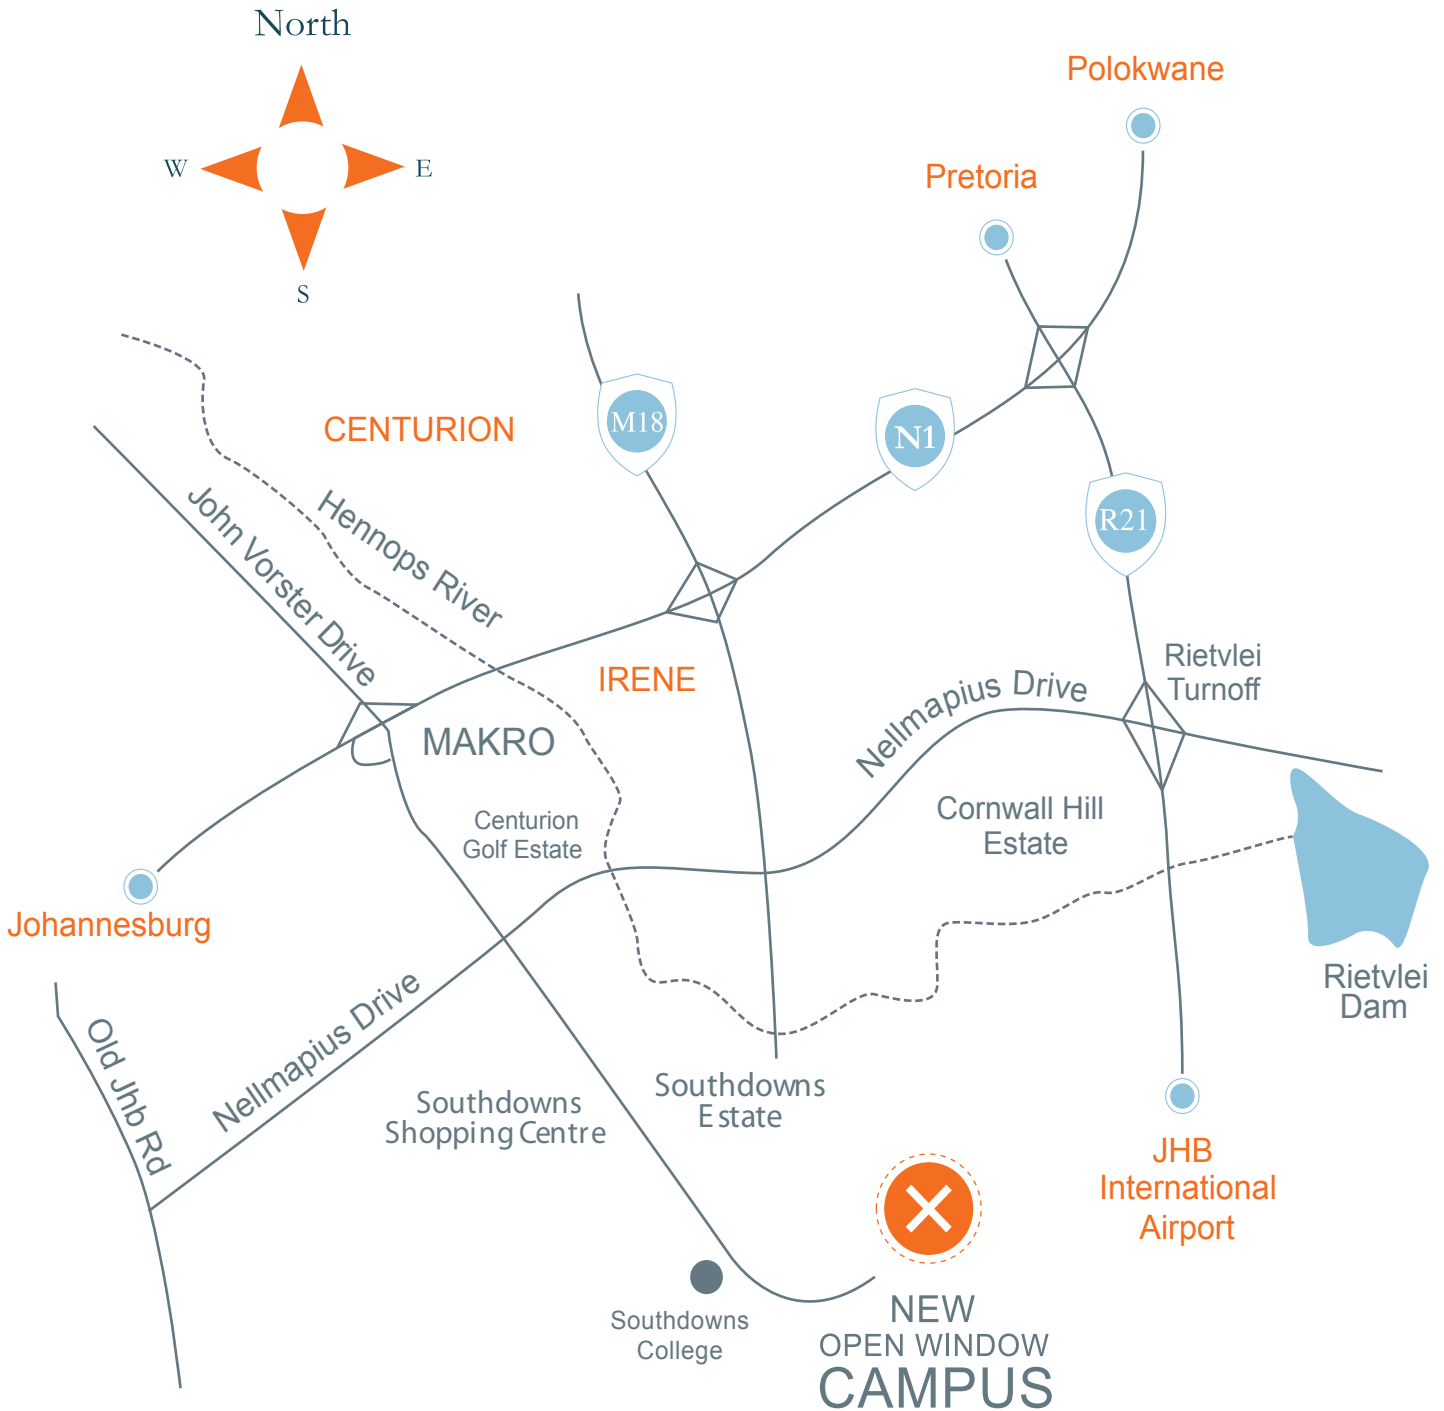 North
W
E
S
Polokwane
Pretoria
CENTURION
M18
N1
R21
John Vorster Drive
Hennops River
IRENE
MAKRO
Nellmapius Drive
Rietvlei
Turnoff
Centurion
Golf Estate
Cornwall Hill
Estate
Johannesburg
Rietvlei
Dam
Old Jhb Rd
Nellmapius Drive
Southdowns
Shopping Centre
Southdowns
Estate
JHB
International
Airport
Southdowns
College
NEW
OPEN WINDOW
CAMPUS